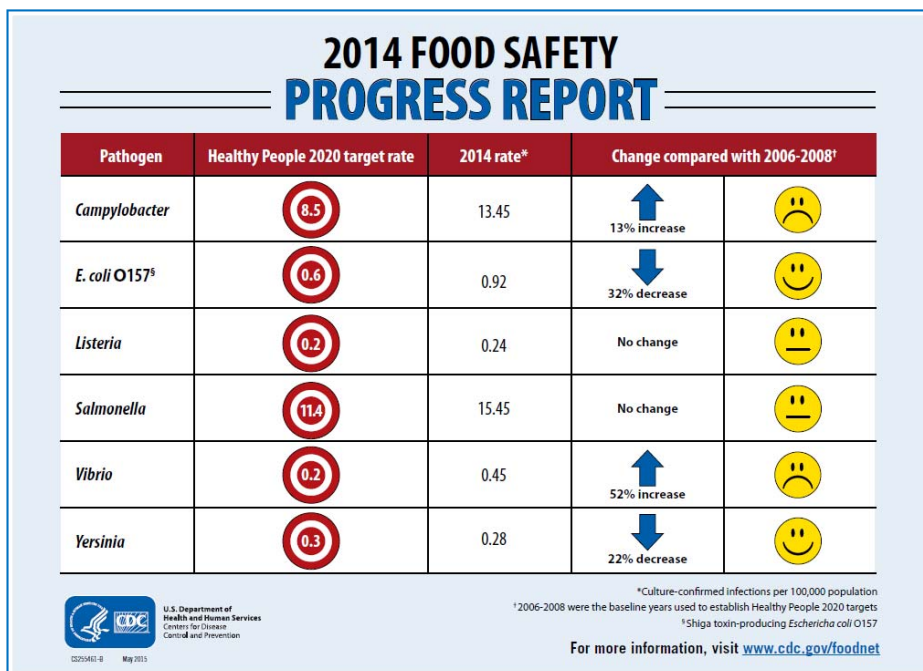 2014 FOOD SAFETY
PROGRESS REPORT
Pathogen Healthy People 2020 target rate 2014 rate* Change compared with 2006-2008†
Campylobacter 8.5 13.45 13% increase
E. coli O157§ 0.6 0.92 32% decrease
Listeria 0.2 0.24 No change
Salmonella 11.4 15.45 No change
Vibrio 0.2 0.45 52% increase
Yersinia 0.3 0.28 22% decrease
*Culture-confirmed infections per 100,000 population
†2006-2008 were the baseline years used to establish Healthy People 2020 targets
§Shiga toxin-producing Escherichia coli O157
For more information, visit www.cdc.gov/foodnet
CDC
U.S. Department of
Health and Human Services
Centers for Disease
Control and Prevention
CS255461-B May 2015